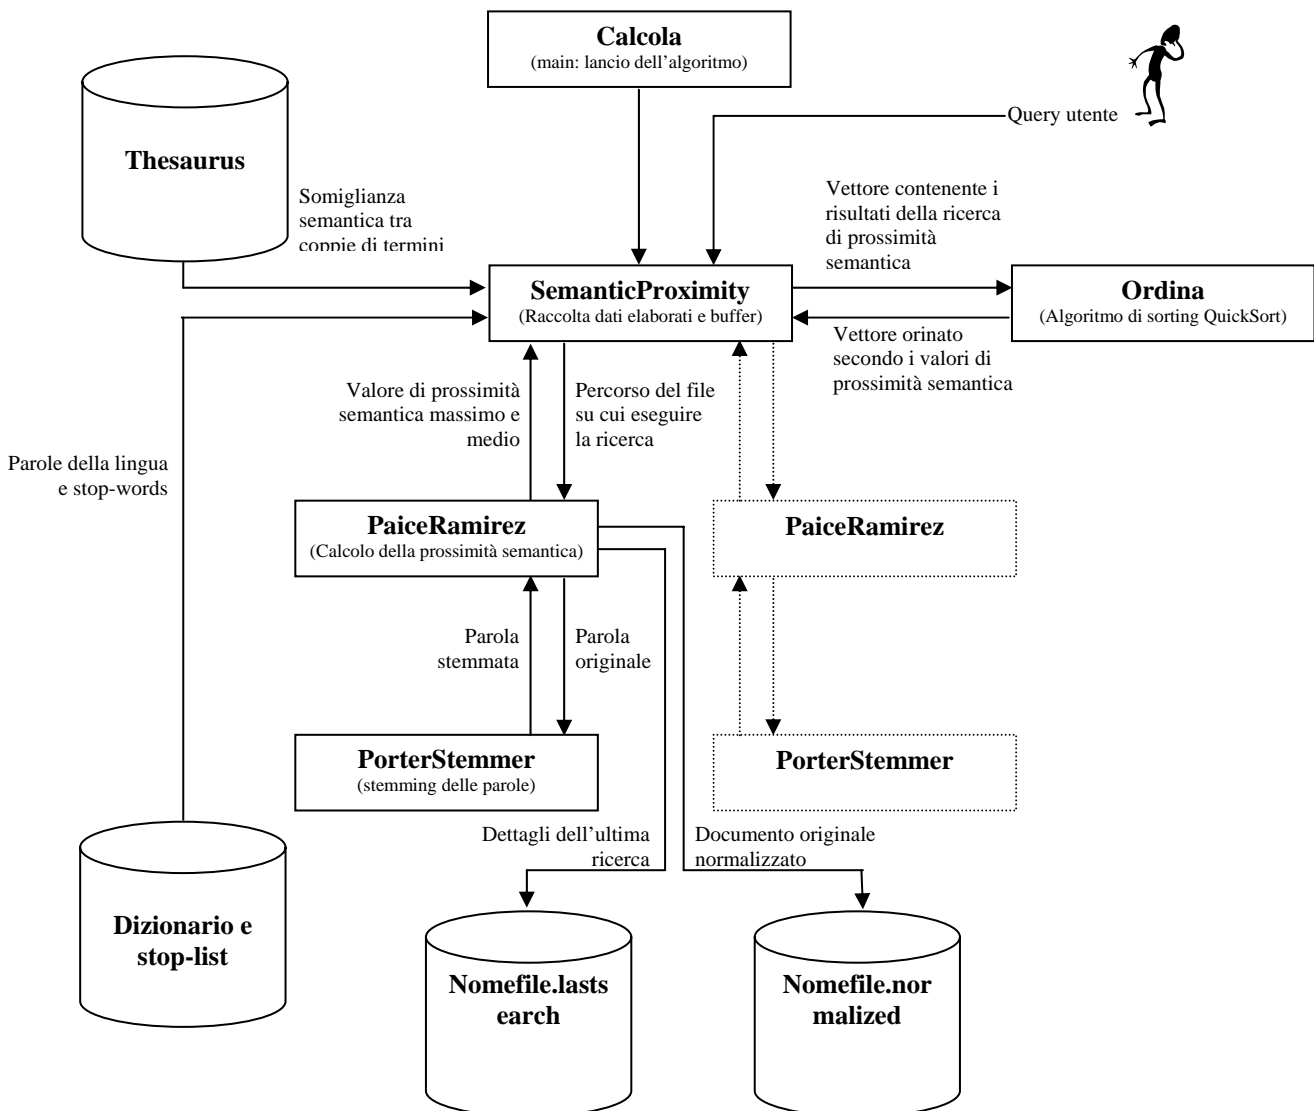 Calcola
(main: lancio dell'algoritmo)
Query utente
Thesaurus
Somiglianza
semantica tra
coppie di termini
Vettore contenente i
risultati della ricerca
di prossimità
semantica
SemanticProximity
(Raccolta dati elaborati e buffer)
Ordina
(Algoritmo di sorting QuickSort)
Vettore orinato
secondo i valori di
prossimità semantica
Valore di prossimità
semantica massimo e
medio
Percorso del file
su cui eseguire
la ricerca
Parole della lingua
e stop-words
PaiceRamirez
(Calcolo della prossimità semantica)
PaiceRamirez
Parola
stemmata
Parola
originale
PorterStemmer
(stemming delle parole)
PorterStemmer
Dettagli dell'ultima
ricerca
Documento originale
normalizzato
Dizionario e
stop-list
Nomefile.lasts
earch
Nomefile.nor
malized